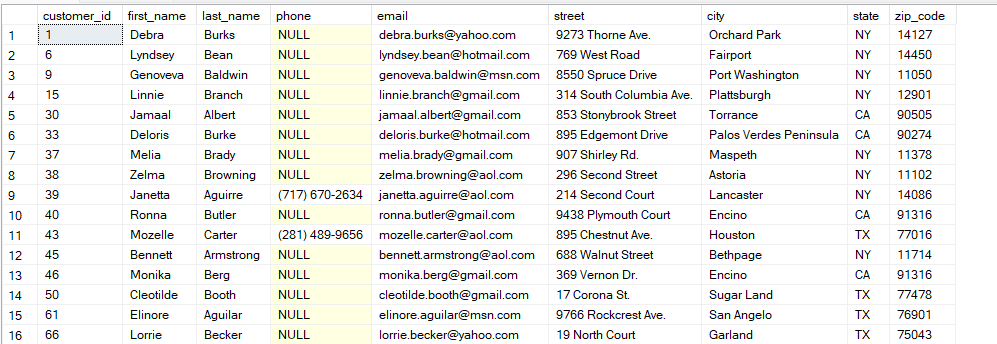 customer_id first_name last_name phone email street city state zip_code
1 1 Debra Burks NULL debra.burks@yahoo.com 9273 Thorne Ave. Orchard Park NY 14127
2 6 Lyndsey Bean NULL lyndsey.bean@hotmail.com 769 West Road Fairport NY 14450
3 9 Genoveva Baldwin NULL genoveva.baldwin@msn.com 8550 Spruce Drive Port Washington NY 11050
4 15 Linnie Branch NULL linnie.branch@gmail.com 314 South Columbia Ave. Plattsburgh NY 12901
5 30 Jamaal Albert NULL jamaal.albert@gmail.com 853 Stonybrook Street Torrance CA 90505
6 33 Deloris Burke NULL deloris.burke@hotmail.com 895 Edgemont Drive Palos Verdes Peninsula CA 90274
7 37 Melia Brady NULL melia.brady@gmail.com 907 Shirley Rd. Maspeth NY 11378
8 38 Zelma Browning NULL zelma.browning@aol.com 296 Second Street Astoria NY 11102
9 39 Janetta Aguirre (717) 670-2634 janetta.aguirre@aol.com 214 Second Court Lancaster NY 14086
10 40 Ronna Butler NULL ronna.butler@gmail.com 9438 Plymouth Court Encino CA 91316
11 43 Mozelle Carter (281) 489-9656 mozelle.carter@aol.com 895 Chestnut Ave. Houston TX 77016
12 45 Bennett Armstrong NULL bennett.armstrong@aol.com 688 Walnut Street Bethpage NY 11714
13 46 Monika Berg NULL monika.berg@gmail.com 369 Vernon Dr. Encino CA 91316
14 50 Cleotilde Booth NULL cleotilde.booth@gmail.com 17 Corona St. Sugar Land TX 77478
15 61 Elinore Aguilar NULL elinore.aguilar@msn.com 9766 Rockcrest Ave. San Angelo TX 76901
16 66 Lorrie Becker NULL lorrie.becker@yahoo.com 19 North Court Garland TX 75043